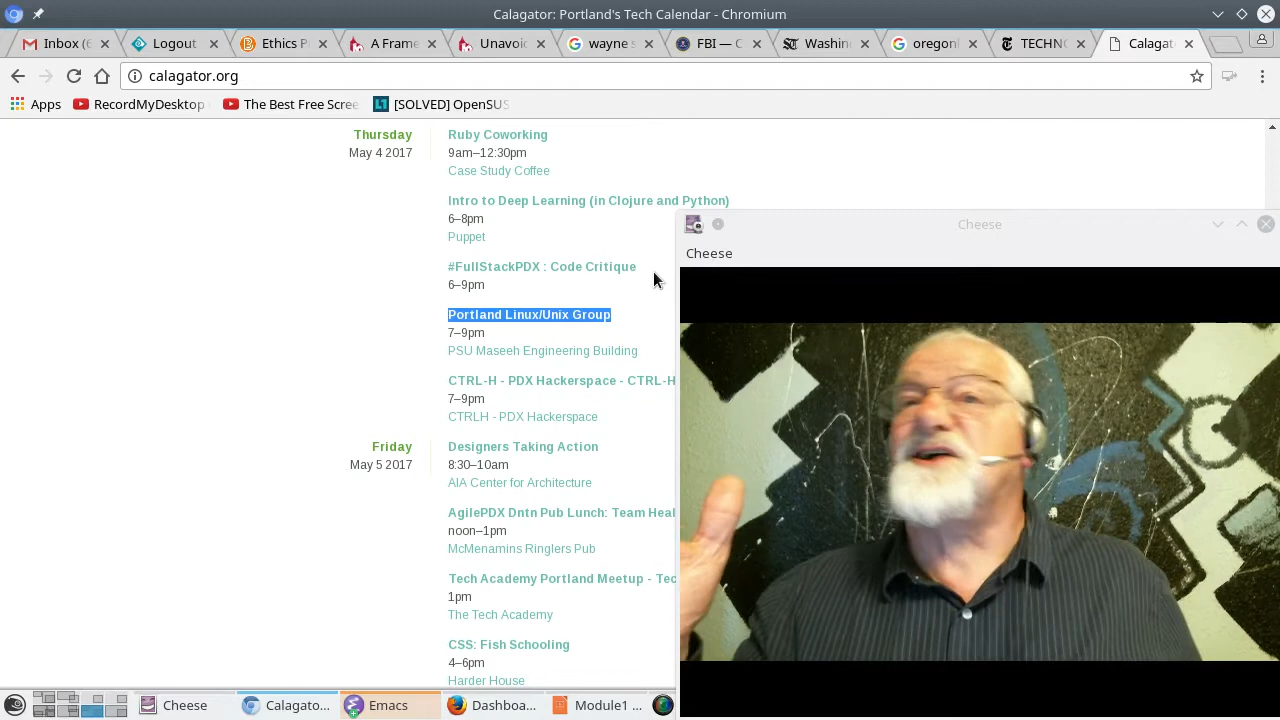 Calagator: Portland's Tech Calendar - Chromium
Inbox (6
Logout
Ethics P
A Frame
Unavoid
wayne s
FBI — C
Washin
oregonl
TECHNO
Calagat
calagator.org
Apps
RecordMyDesktop
The Best Free Scree
[SOLVED] OpenSUS
Thursday
May 4 2017
Ruby Coworking
9am–12:30pm
Case Study Coffee
Intro to Deep Learning (in Clojure and Python)
6–8pm
Puppet
#FullStackPDX : Code Critique
6–9pm
Portland Linux/Unix Group
7–9pm
PSU Maseeh Engineering Building
CTRL-H - PDX Hackerspace - CTRL-H
7–9pm
CTRLH - PDX Hackerspace
Friday
May 5 2017
Designers Taking Action
8:30–10am
AIA Center for Architecture
AgilePDX Dntn Pub Lunch: Team Heal
noon–1pm
McMenamins Ringlers Pub
Tech Academy Portland Meetup - Tec
1pm
The Tech Academy
CSS: Fish Schooling
4–6pm
Harder House
Cheese
Cheese
Cheese
Calagato...
Emacs
Dashboa...
Module1 ...